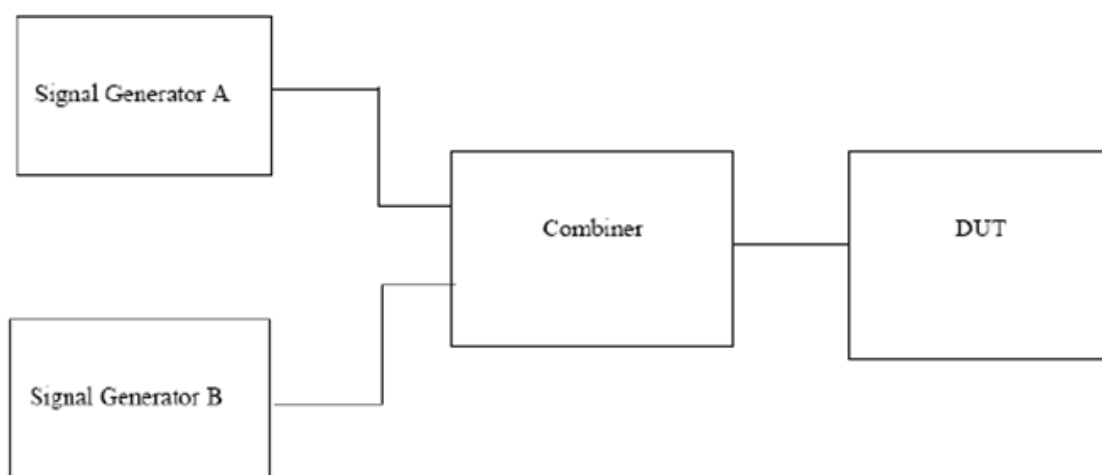 Signal Generator A
Combiner
DUT
Signal Generator B